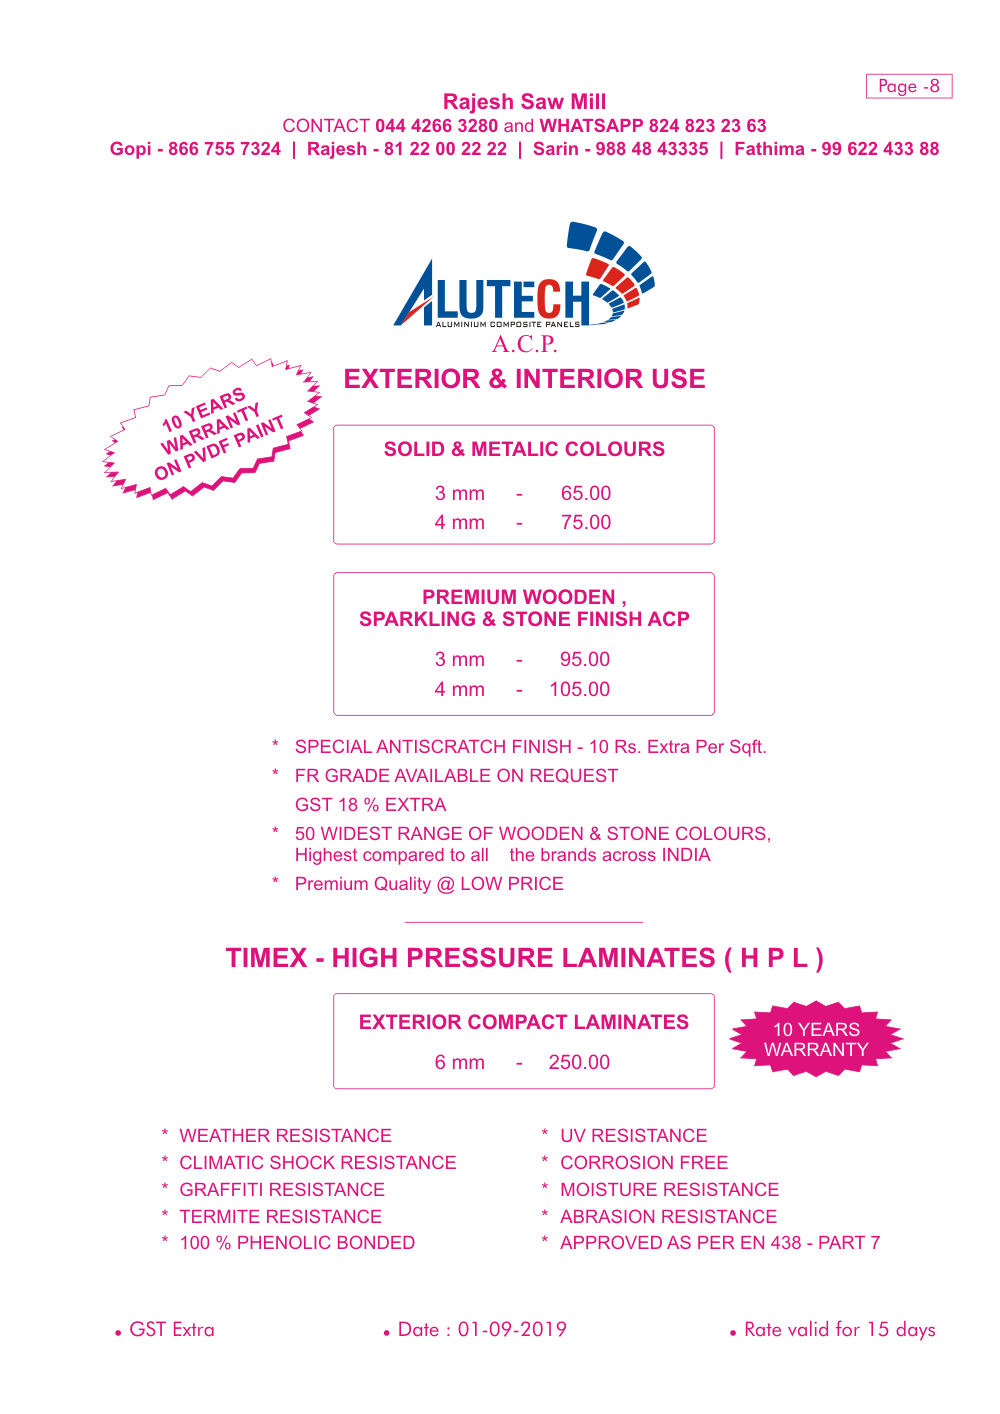 Page -8
Rajesh Saw Mill
CONTACT 044 4266 3280 and WHATSAPP 824 823 23 63
Gopi - 866 755 7324 | Rajesh - 81 22 00 22 22 | Sarin - 988 48 43335 | Fathima - 99 622 433 88
ALUTECH
ALUMINIUM COMPOSITE PANELS
A.C.P.
EXTERIOR & INTERIOR USE
10 YEARS
WARRANTY
ON PVDF PAINT
SOLID & METALIC COLOURS
3 mm - 65.00
4 mm - 75.00
PREMIUM WOODEN ,
SPARKLING & STONE FINISH ACP
3 mm - 95.00
4 mm - 105.00
* SPECIAL ANTISCRATCH FINISH - 10 Rs. Extra Per Sqft.
* FR GRADE AVAILABLE ON REQUEST
GST 18 % EXTRA
* 50 WIDEST RANGE OF WOODEN & STONE COLOURS,
Highest compared to all the brands across INDIA
* Premium Quality @ LOW PRICE
TIMEX - HIGH PRESSURE LAMINATES ( H P L )
EXTERIOR COMPACT LAMINATES
6 mm - 250.00
10 YEARS
WARRANTY
* WEATHER RESISTANCE
* CLIMATIC SHOCK RESISTANCE
* GRAFFITI RESISTANCE
* TERMITE RESISTANCE
* 100 % PHENOLIC BONDED
* UV RESISTANCE
* CORROSION FREE
* MOISTURE RESISTANCE
* ABRASION RESISTANCE
* APPROVED AS PER EN 438 - PART 7
• GST Extra
• Date : 01-09-2019
• Rate valid for 15 days